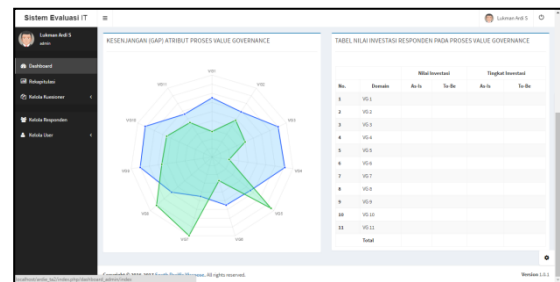 Sistem Evaluasi IT
Lukman Ardi S
Lukman Ardi S
admin
Dashboard
Rekapitulasi
Kelola Kuesioner
Kelola Responden
Kelola User
KESENJANGAN (GAP) ATRIBUT PROSES VALUE GOVERNANCE
VG1
VG2
VG11
VG10
VG9
VG8
VG7
VG6
VG5
TABEL NILAI INVESTASI RESPONDEN PADA PROSES VALUE GOVERNANCE
Nilai Investasi Tingkat Investasi
No. Domain As-Is To-Be As-Is To-Be
1 VG 1
2 VG 2
3 VG 3
4 VG 4
5 VG 5
6 VG 6
7 VG 7
8 VG 8
9 VG 9
10 VG 10
11 VG 11
Total
All rights reserved.
Version 1.2.1